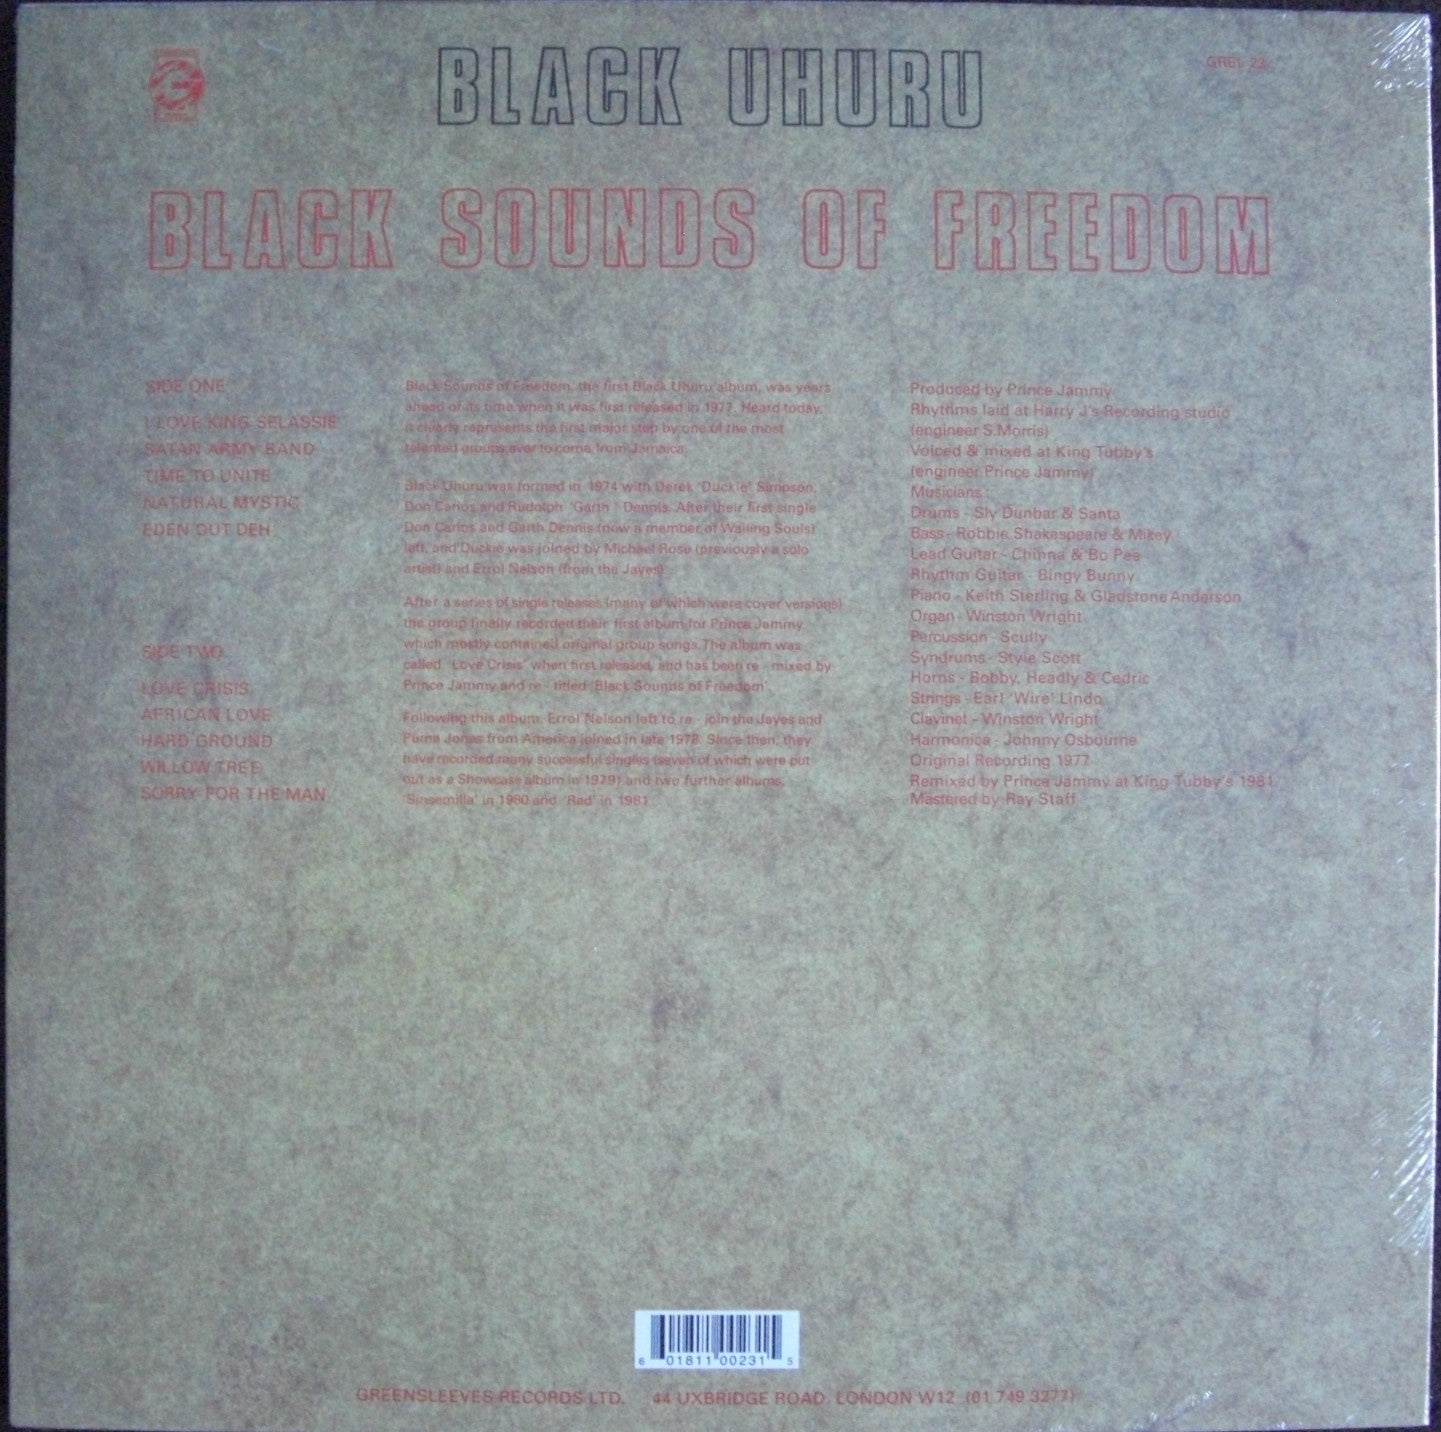 BLACK UHURU
GREL 23
BLACK SOUNDS OF FREEDOM
SIDE ONE
I LOVE KING SELASSIE
SATAN ARMY BAND
TIME TO UNITE
NATURAL MYSTIC
EDEN OUT DEH
SIDE TWO
LOVE CRISIS
AFRICAN LOVE
HARD GROUND
WILLOW TREE
SORRY FOR THE MAN
Black Sounds of Freedom, the first Black Uhuru album, was years
ahead of its time when it was first released in 1977. Heard today,
it clearly represents the first major step by one of the most
talented groups ever to come from Jamaica.
Black Uhuru was formed in 1974 with Derek 'Duckie' Simpson,
Don Carlos and Rudolph 'Garth' Dennis. After their first single
Don Carlos and Garth Dennis (now a member of Wailing Souls)
left, and Duckie was joined by Michael Rose (previously a solo
artist) and Errol Nelson (from the Jayes)
After a series of single releases (many of which were cover versions)
the group finally recorded their first album for Prince Jammy
which mostly contained original group songs. The album was
called 'Love Crisis' when first released, and has been re - mixed by
Prince Jammy and re - titled 'Black Sounds of Freedom'.
Following this album, Errol Nelson left to re - join the Jayes and
Puma Jones from America joined in late 1978. Since then, they
have recorded many successful singles (seven of which were put
out as a Showcase album in 1979) and two further albums,
'Sinsemilla' in 1980 and 'Red' in 1981
Produced by Prince Jammy
Rhythms laid at Harry J's Recording studio
(engineer S.Morris)
Voiced & mixed at King Tubby's
(engineer Prince Jammy)
Musicians :
Drums - Sly Dunbar & Santa
Bass - Robbie Shakespeare & Mikey
Lead Guitar - Chinna & Bo Pee
Rhythm Guitar - Bingy Bunny
Piano - Keith Sterling & Gladstone Anderson
Organ - Winston Wright
Percussion - Scully
Syndrums - Style Scott
Horns - Bobby, Headly & Cedric
Strings - Earl 'Wire' Lindo
Clavinet - Winston Wright
Harmonica - Johnny Osbourne
Original Recording 1977
Remixed by Prince Jammy at King Tubby's 1981.
Mastered by Ray Staff
6 01811 00231 5
GREENSLEEVES RECORDS LTD. 44 UXBRIDGE ROAD LONDON W12 (01 749 3277)